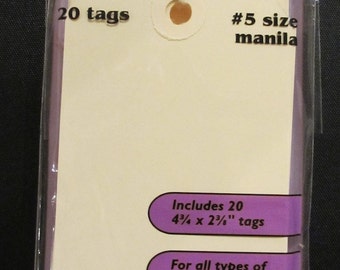 20 tags
#5 size
manila
Includes 20
4¾ x 2⅜" tags
For all types of